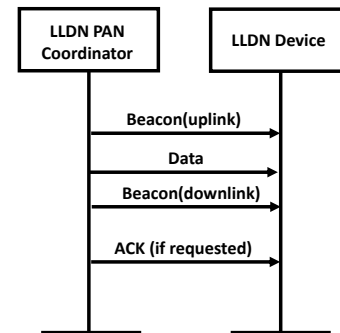 LLDN PAN
Coordinator
LLDN Device
Beacon(uplink)
Data
Beacon(downlink)
ACK (if requested)